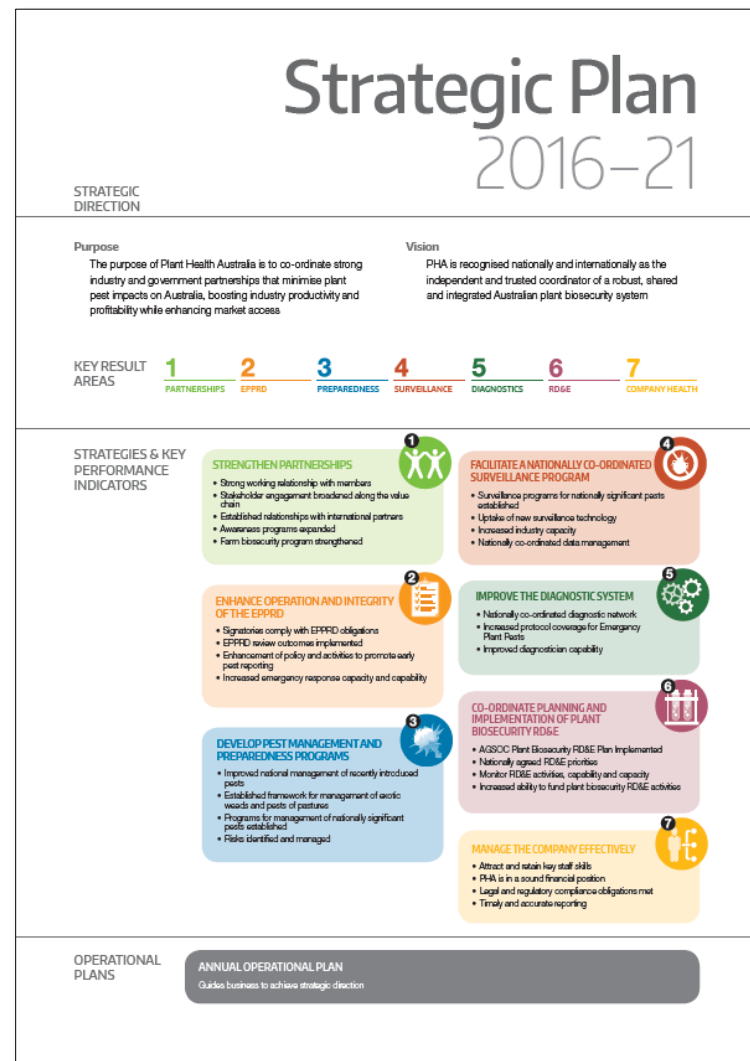 Strategic Plan
2016–21
STRATEGIC
DIRECTION
Purpose
The purpose of Plant Health Australia is to co-ordinate strong
industry and government partnerships that minimise plant
pest impacts on Australia, boosting industry productivity and
profitability while enhancing market access
Vision
PHA is recognised nationally and internationally as the
independent and trusted coordinator of a robust, shared
and integrated Australian plant biosecurity system
KEY RESULT
AREAS
1
PARTNERSHIPS
2
EPPRD
3
PREPAREDNESS
4
SURVEILLANCE
5
DIAGNOSTICS
6
RD&E
7
COMPANY HEALTH
STRATEGIES & KEY
PERFORMANCE
INDICATORS
1
STRENGTHEN PARTNERSHIPS
• Strong working relationship with members
• Stakeholder engagement broadened along the value
chain
• Established relationships with international partners
• Awareness programs expanded
• Farm biosecurity program strengthened
2
ENHANCE OPERATION AND INTEGRITY
OF THE EPPRD
• Signatories comply with EPPRD obligations
• EPPRD review outcomes implemented
• Enhancement of policy and activities to promote early
pest reporting
• Increased emergency response capacity and capability
3
DEVELOP PEST MANAGEMENT AND
PREPAREDNESS PROGRAMS
• Improved national management of recently introduced
pests
• Established framework for management of exotic
weeds and pests of pastures
• Programs for management of nationally significant
pests established
• Risks identified and managed
4
FACILITATE A NATIONALLY CO-ORDINATED
SURVEILLANCE PROGRAM
• Surveillance programs for nationally significant pests
established
• Uptake of new surveillance technology
• Increased industry capacity
• Nationally co-ordinated data management
5
IMPROVE THE DIAGNOSTIC SYSTEM
• Nationally co-ordinated diagnostic network
• Increased protocol coverage for Emergency
Plant Pests
• Improved diagnostician capability
6
CO-ORDINATE PLANNING AND
IMPLEMENTATION OF PLANT
BIOSECURITY RD&E
• AGSOC Plant Biosecurity RD&E Plan Implemented
• Nationally agreed RD&E priorities
• Monitor RD&E activities, capability and capacity
• Increased ability to fund plant biosecurity RD&E activities
7
MANAGE THE COMPANY EFFECTIVELY
• Attract and retain key staff skills
• PHA is in a sound financial position
• Legal and regulatory compliance obligations met
• Timely and accurate reporting
OPERATIONAL
PLANS
ANNUAL OPERATIONAL PLAN
Guides business to achieve strategic direction